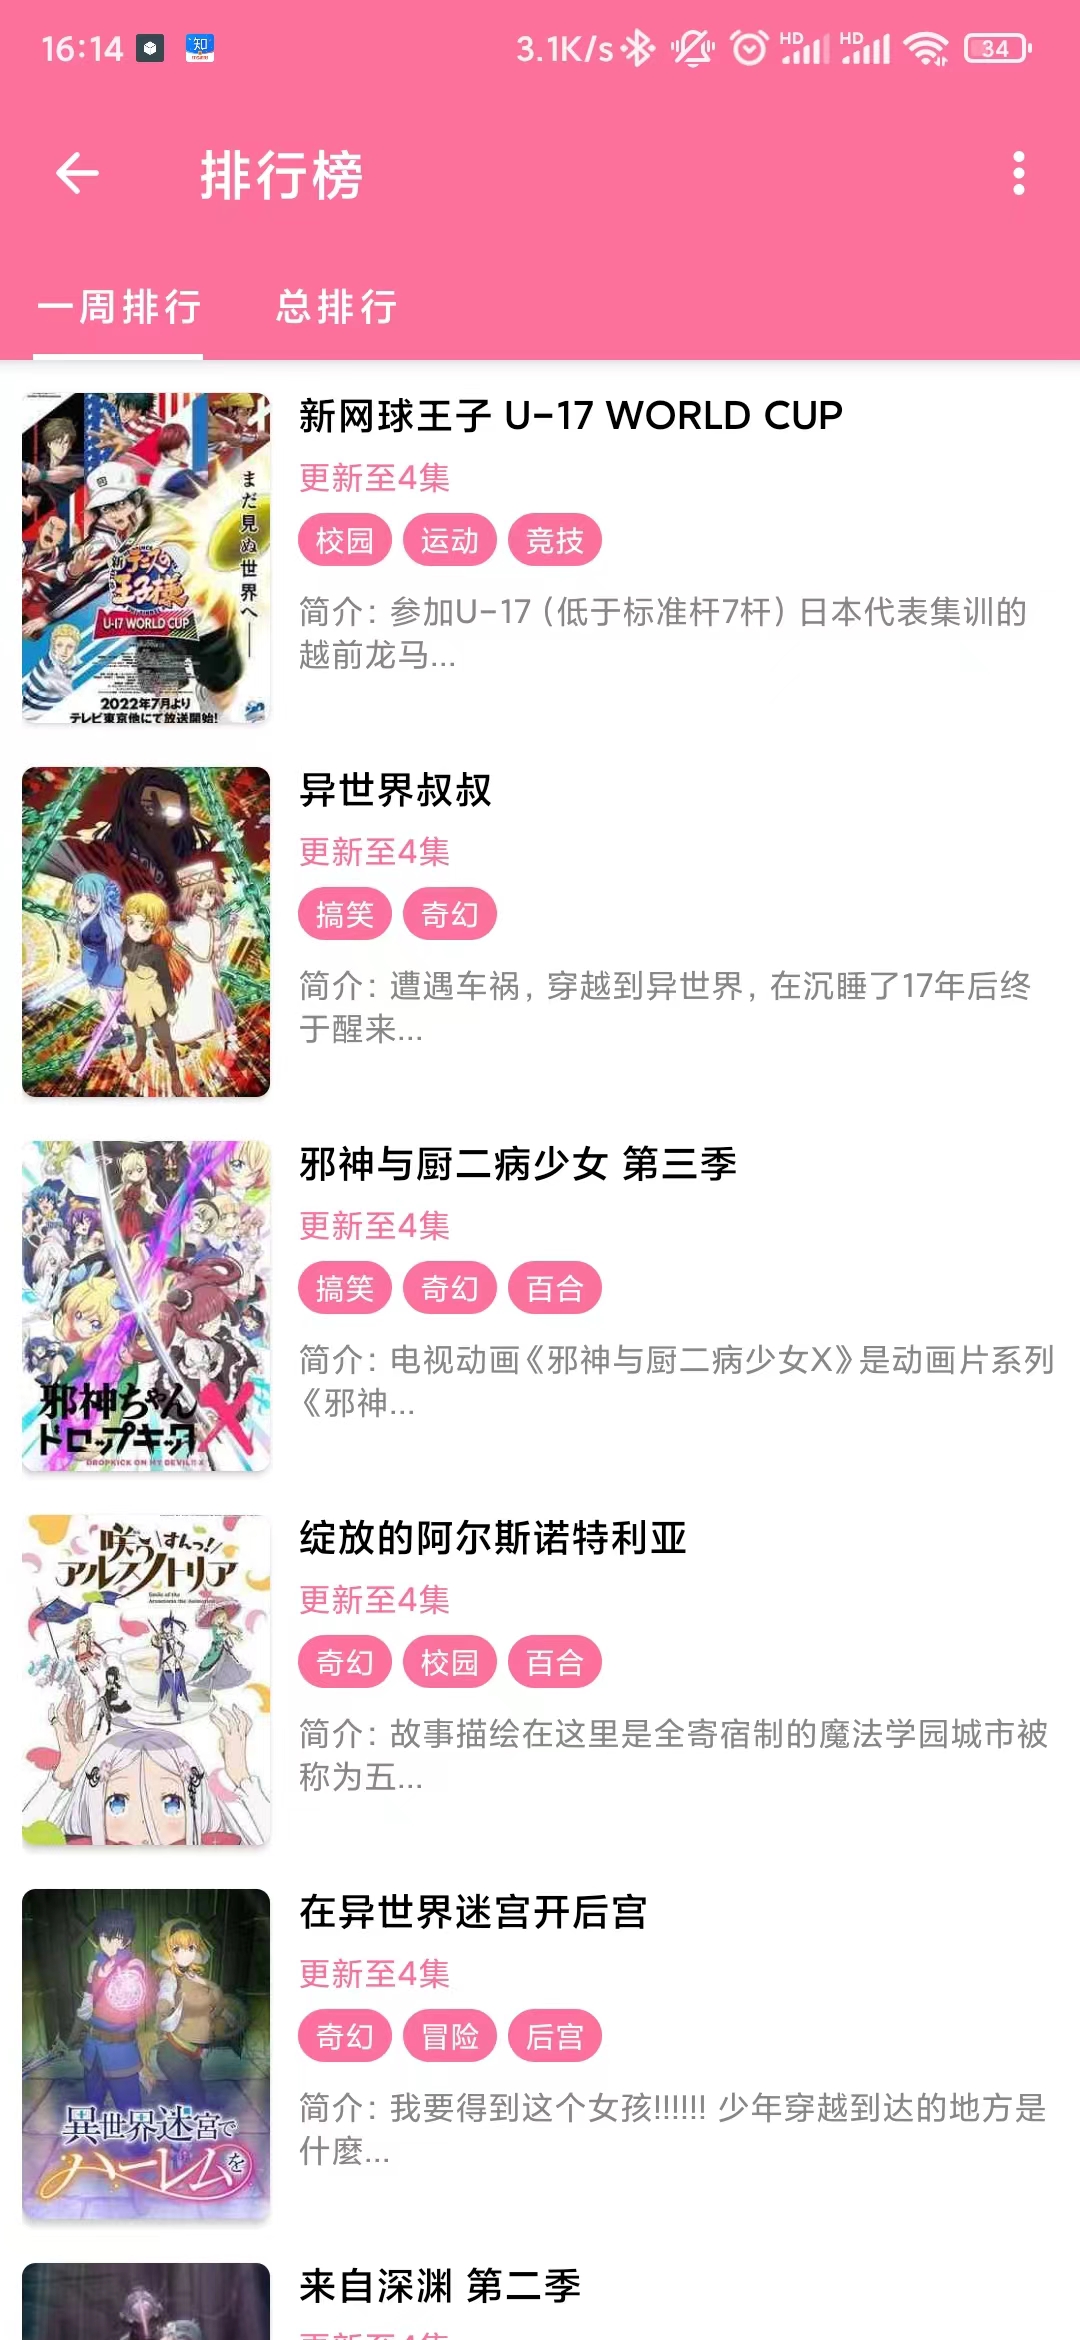 16:14
知
3.1K/s
HD
HD
34
排行榜
一周排行
总排行
新网球王子 U-17 WORLD CUP
更新至4集
校园 运动 竞技
简介: 参加U-17 (低于标准杆7杆) 日本代表集训的
越前龙马...
まだ見ぬ世界へ——
新テニスの
王子様
U-17 WORLD CUP
2022年7月より
テレビ東京他にて放送開始!
异世界叔叔
更新至4集
搞笑 奇幻
简介: 遭遇车祸, 穿越到异世界, 在沉睡了17年后终
于醒来...
邪神与厨二病少女 第三季
更新至4集
搞笑 奇幻 百合
简介: 电视动画《邪神与厨二病少女X》是动画片系列
《邪神...
邪神ちゃん
ドロップキックX
DROPKICK ON MY DEVIL!! X
绽放的阿尔斯诺特利亚
更新至4集
奇幻 校园 百合
简介: 故事描绘在这里是全寄宿制的魔法学园城市被
称为五...
咲う すんっ!
アルスノトリア
在异世界迷宫开后宫
更新至4集
奇幻 冒险 后宫
简介: 我要得到这个女孩!!!!!! 少年穿越到达的地方是
什麼...
異世界迷宮で
ハーレムを
来自深渊 第二季
更新至4集